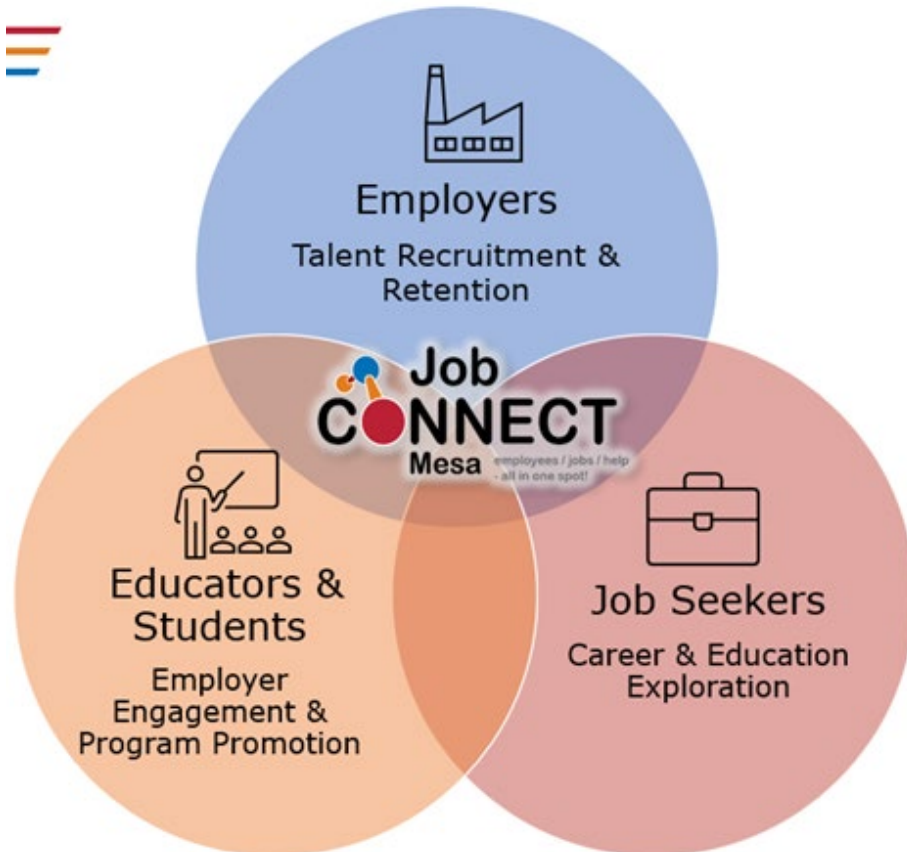 Employers
Talent Recruitment &
Retention
Job
CONNECT
Mesa
employees / jobs / help
- all in one spot!
Educators &
Students
Employer
Engagement &
Program Promotion
Job Seekers
Career & Education
Exploration